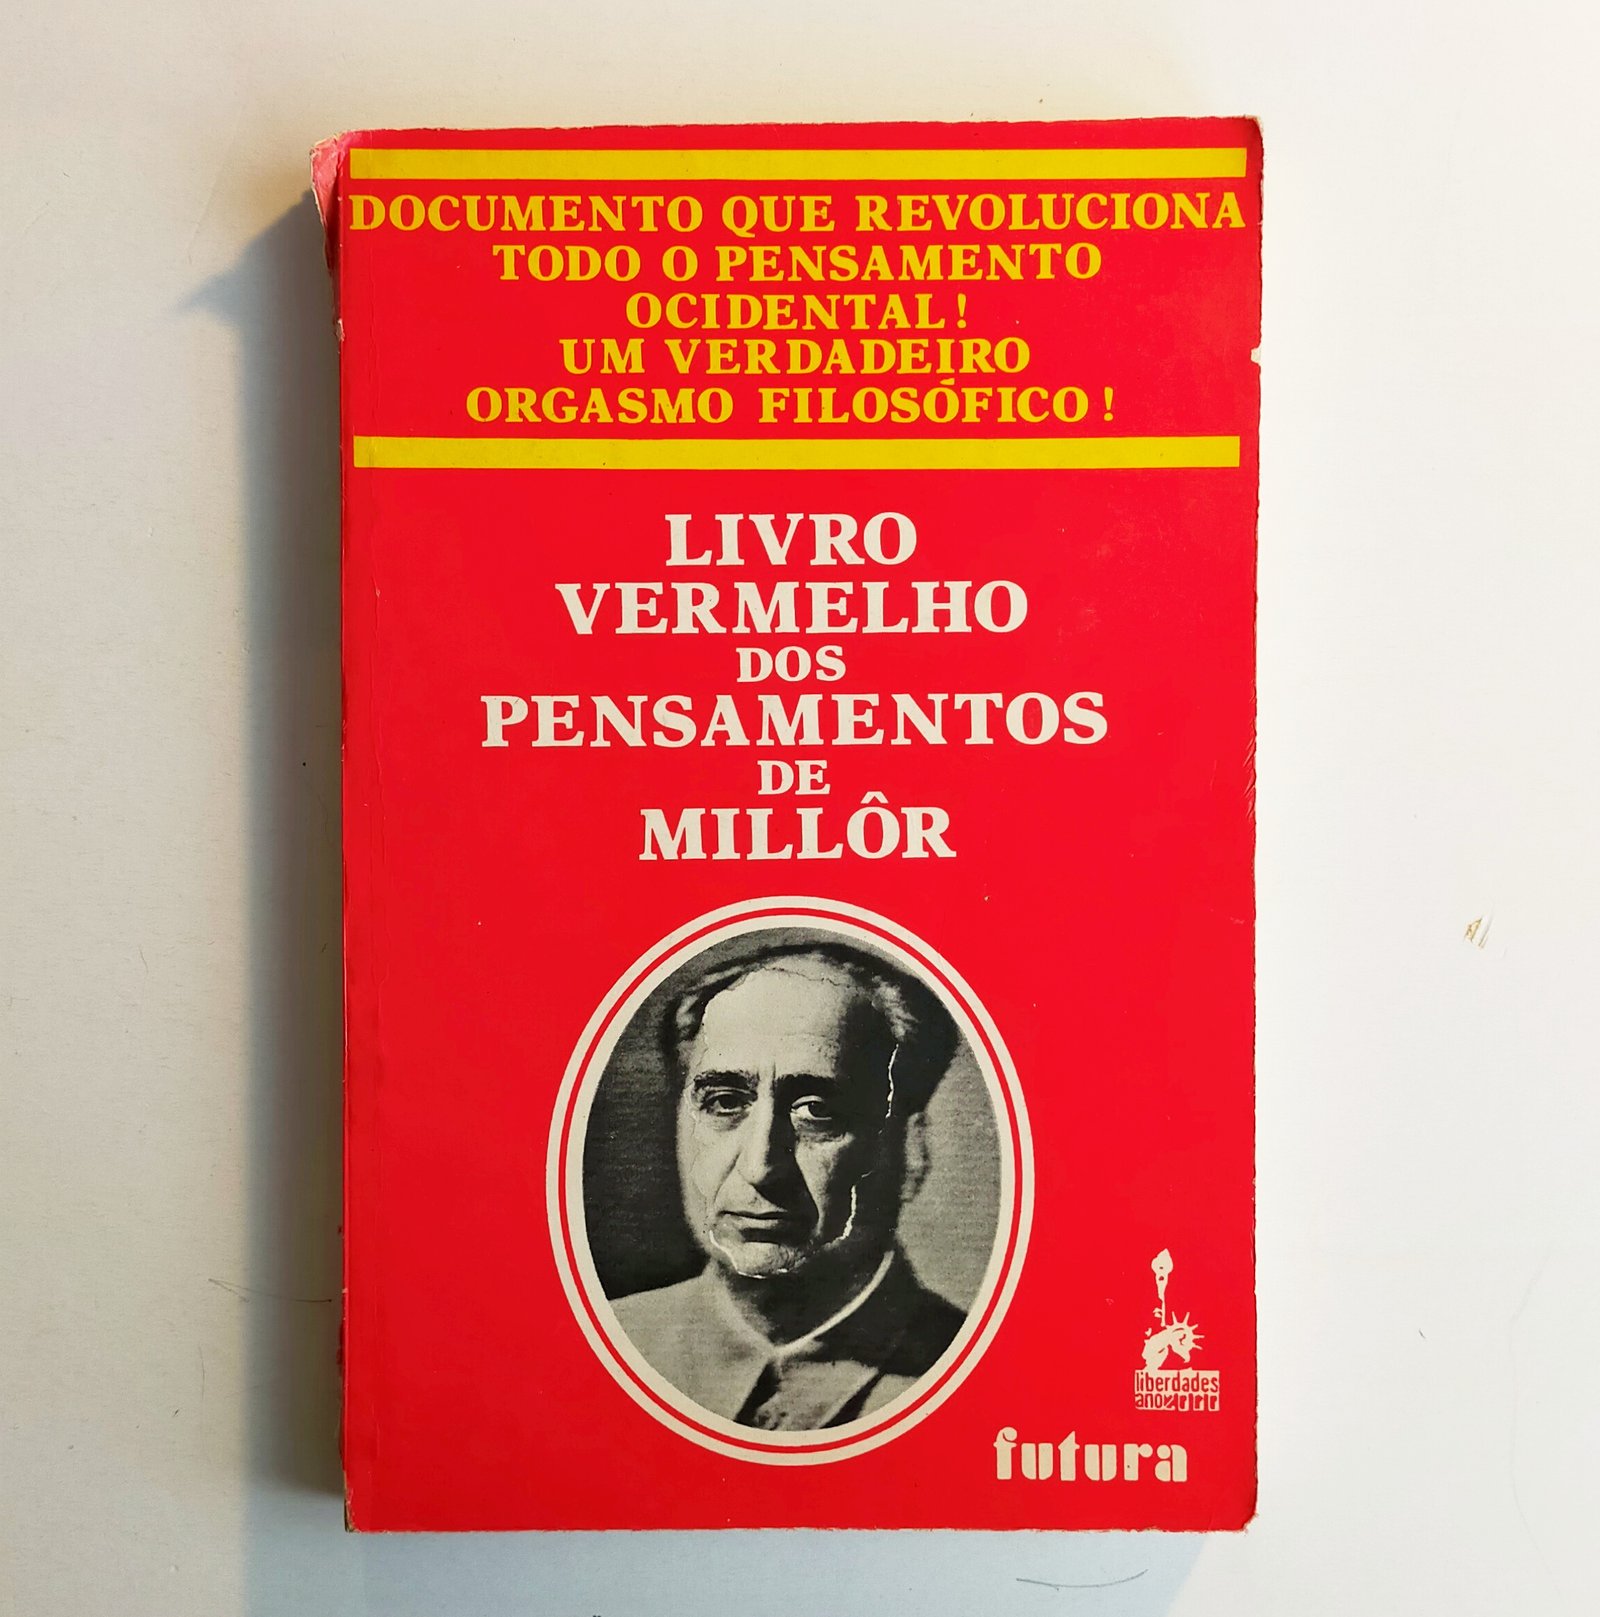 DOCUMENTO QUE REVOLUCIONA
TODO O PENSAMENTO
OCIDENTAL!
UM VERDADEIRO
ORGASMO FILOSÓFICO!
LIVRO
VERMELHO
DOS
PENSAMENTOS
DE
MILLÔR
liberdades
futura